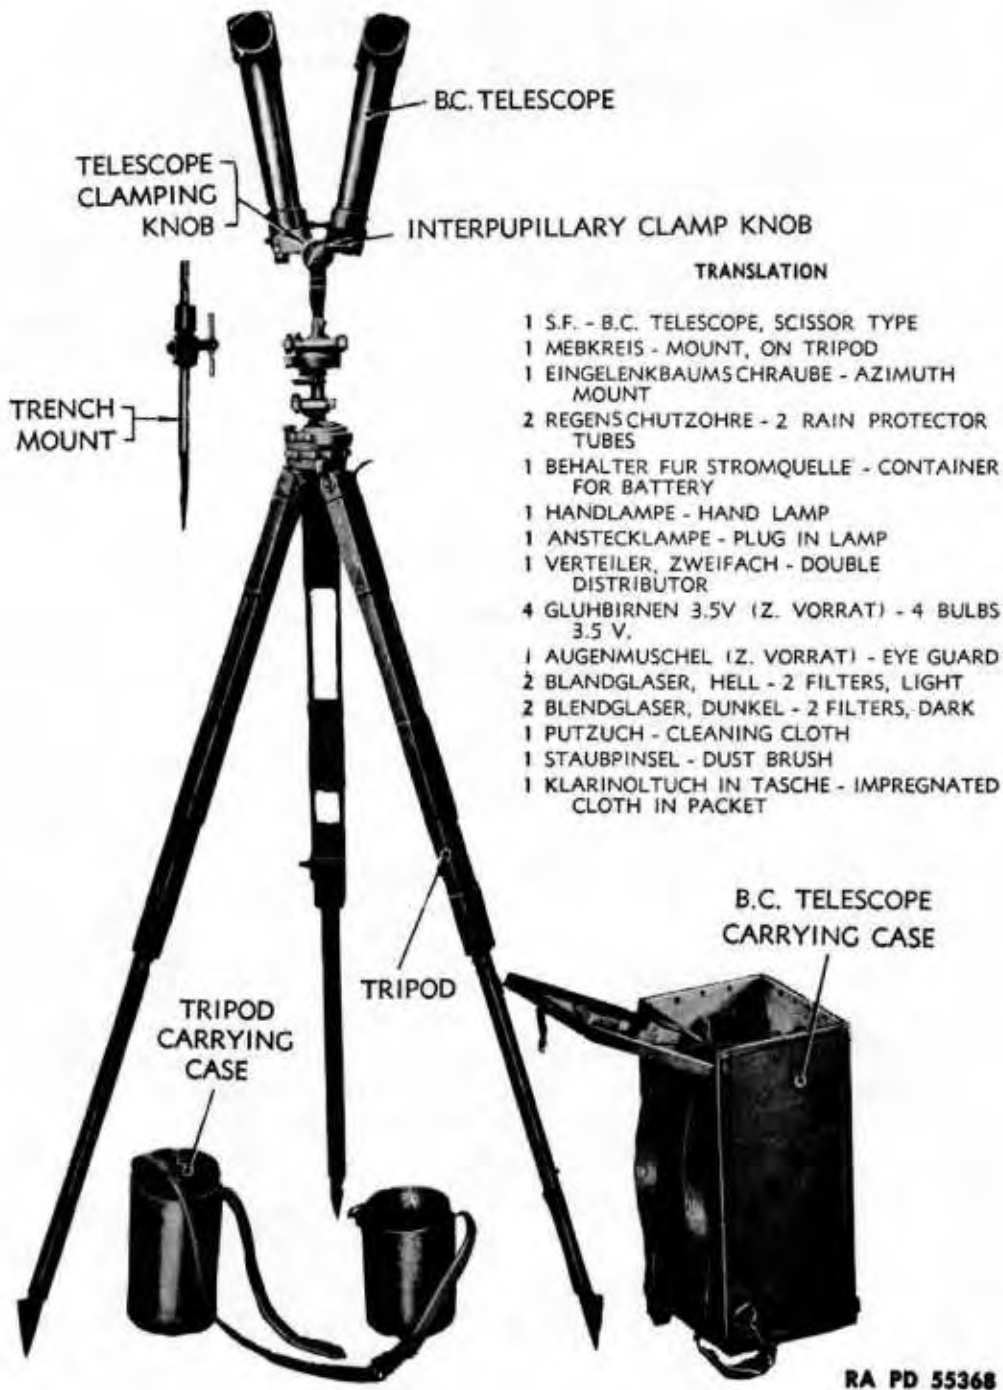 B.C. TELESCOPE
TELESCOPE
CLAMPING
KNOB
INTERPUPILLARY CLAMP KNOB
TRENCH
MOUNT
TRANSLATION
1 S.F. - B.C. TELESCOPE, SCISSOR TYPE
1 MEBKREIS - MOUNT, ON TRIPOD
1 EINGELENKBAUMS CHRAUBE - AZIMUTH
MOUNT
2 REGENS CHUTZOHRE - 2 RAIN PROTECTOR
TUBES
1 BEHALTER FUR STROMQUELLE - CONTAINER
FOR BATTERY
1 HANDLAMPE - HAND LAMP
1 ANSTECKLAMPE - PLUG IN LAMP
1 VERTEILER, ZWEIFACH - DOUBLE
DISTRIBUTOR
4 GLUHBIRNEN 3.5V (Z. VORRAT) - 4 BULBS
3.5 V.
1 AUGENMUSCHEL (Z. VORRAT) - EYE GUARD
2 BLANDGLASER, HELL - 2 FILTERS, LIGHT
2 BLENDGLASER, DUNKEL - 2 FILTERS, DARK
1 PUTZUCH - CLEANING CLOTH
1 STAUBPINSEL - DUST BRUSH
1 KLARINOLTUCH IN TASCHE - IMPREGNATED
CLOTH IN PACKET
TRIPOD
TRIPOD
CARRYING
CASE
B.C. TELESCOPE
CARRYING CASE
RA PD 55368